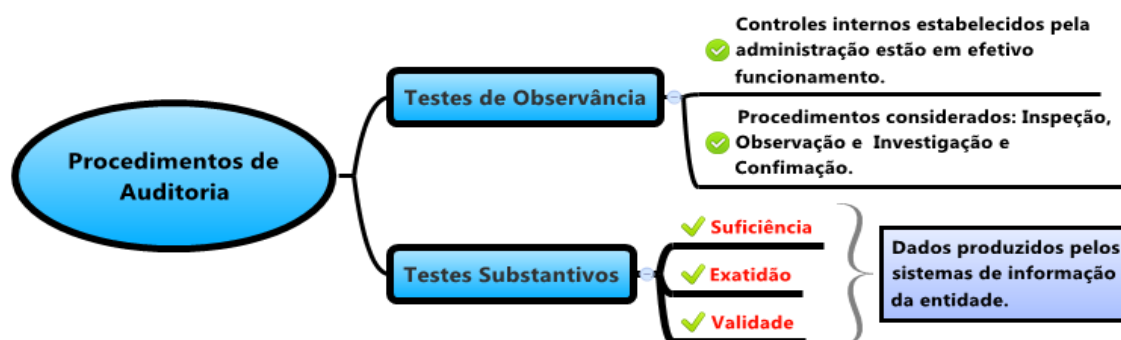 Procedimentos de
Auditoria
Testes de Observância
Controles internos estabelecidos pela
administração estão em efetivo
funcionamento.
Procedimentos considerados: Inspeção,
Observação e Investigação e
Confimação.
Testes Substantivos
Suficiência
Exatidão
Validade
Dados produzidos pelos
sistemas de informação
da entidade.